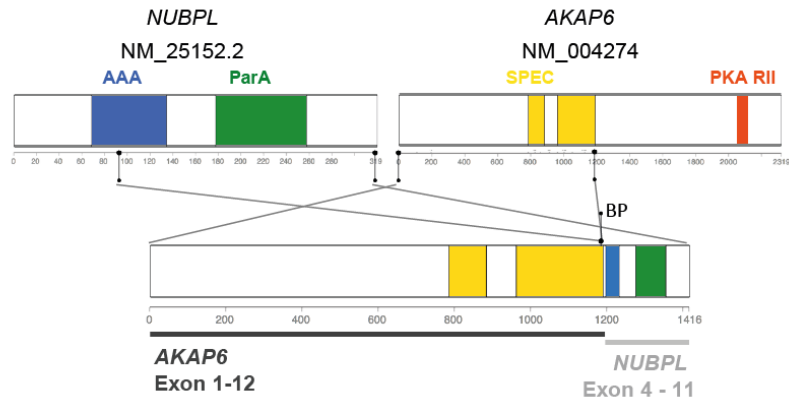 NUBPL
NM_25152.2
AAA ParA
0 20 40 60 80 100 120 140 160 180 200 220 240 260 280 319
AKAP6
NM_004274
SPEC PKA RII
0 200 400 600 800 1000 1200 1400 1600 1800 2000 2319
BP
0 200 400 600 800 1000 1200 1416
AKAP6
Exon 1-12
NUBPL
Exon 4 - 11